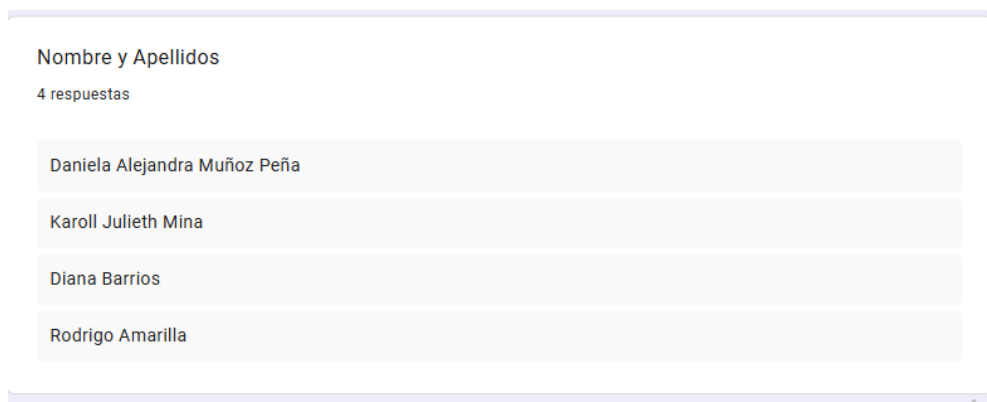 Nombre y Apellidos
4 respuestas
Daniela Alejandra Muñoz Peña
Karoll Julieth Mina
Diana Barrios
Rodrigo Amarilla